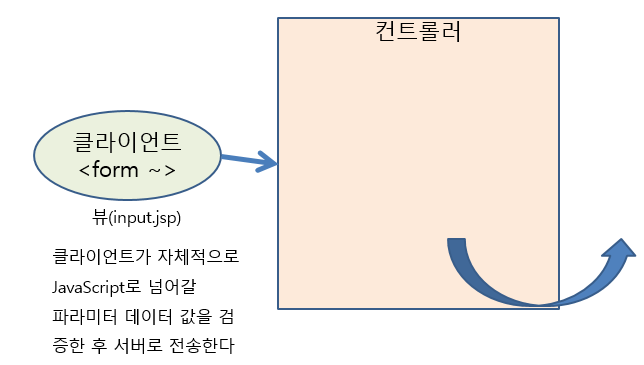 컨트롤러
클라이언트
<form ~>
뷰(input.jsp)
클라이언트가 자체적으로
JavaScript로 넘어갈
파라미터 데이터 값을 검
증한 후 서버로 전송한다